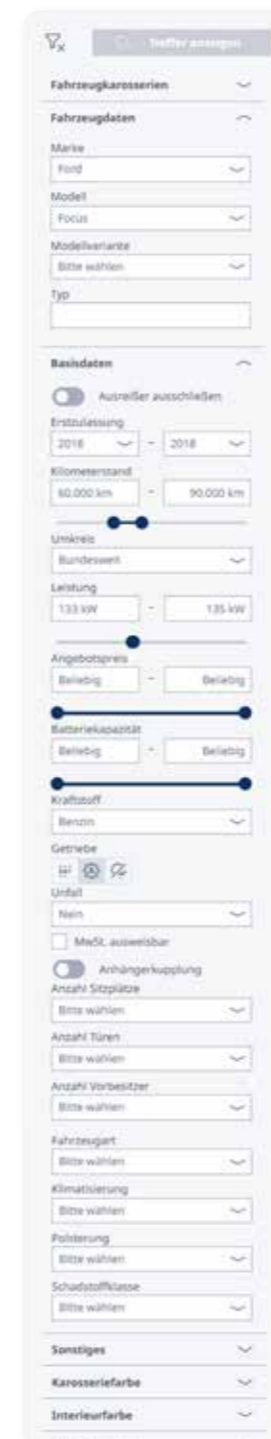 Treffer anzeigen
Fahrzeugkarosserien
Fahrzeugdaten
Marke
Ford
Modell
Focus
Modellvariante
Bitte wählen
Typ
Basisdaten
Ausreißer ausschließen
Erstzulassung
2018 - 2018
Kilometerstand
60.000 km - 90.000 km
Umkreis
Bundesweit
Leistung
133 kW - 135 kW
Angebotspreis
Beliebig - Beliebig
Batteriekapazität
Beliebig - Beliebig
Kraftstoff
Benzin
Getriebe
Unfall
Nein
MwSt. ausweisbar
Anhängerkupplung
Anzahl Sitzplätze
Bitte wählen
Anzahl Türen
Bitte wählen
Anzahl Vorbesitzer
Bitte wählen
Fahrzeugart
Bitte wählen
Klimatisierung
Bitte wählen
Polsterung
Bitte wählen
Schadstoffklasse
Bitte wählen
Sonstiges
Karosseriefarbe
Interieurfarbe